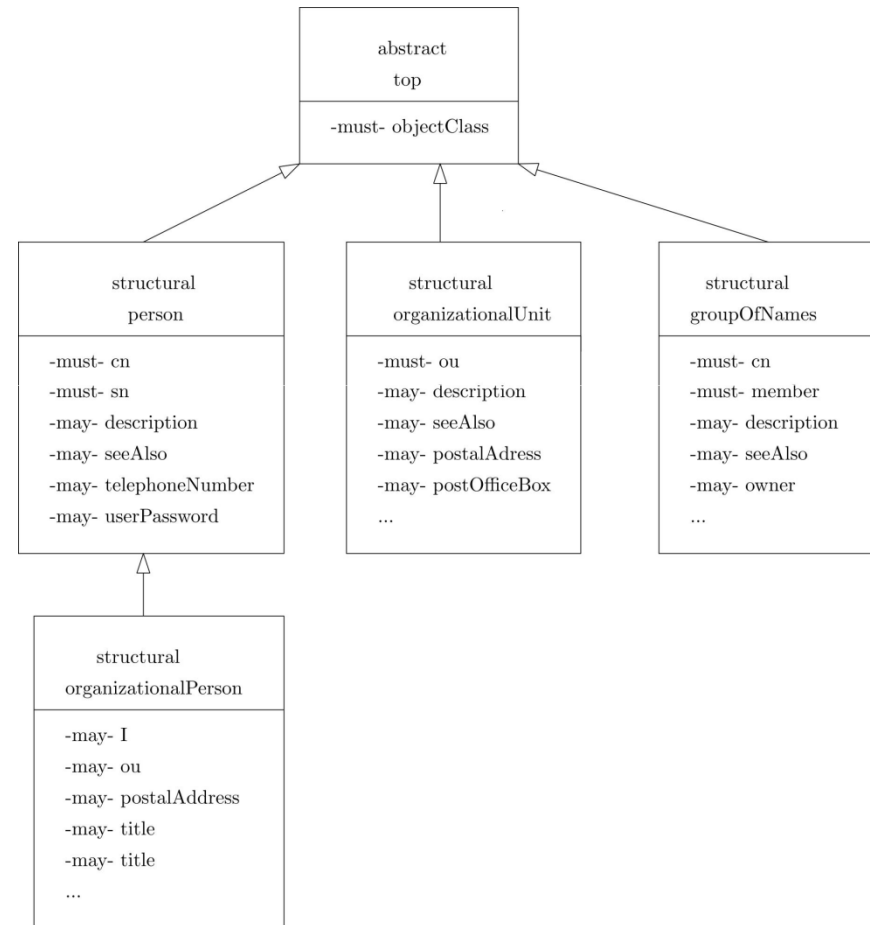 abstract
top
-must- objectClass
structural
person
-must- cn
-must- sn
-may- description
-may- seeAlso
-may- telephoneNumber
-may- userPassword
structural
organizationalUnit
-must- ou
-may- description
-may- seeAlso
-may- postalAdress
-may- postOfficeBox
...
structural
groupOfNames
-must- cn
-must- member
-may- description
-may- seeAlso
-may- owner
...
structural
organizationalPerson
-may- I
-may- ou
-may- postalAddress
-may- title
-may- title
...